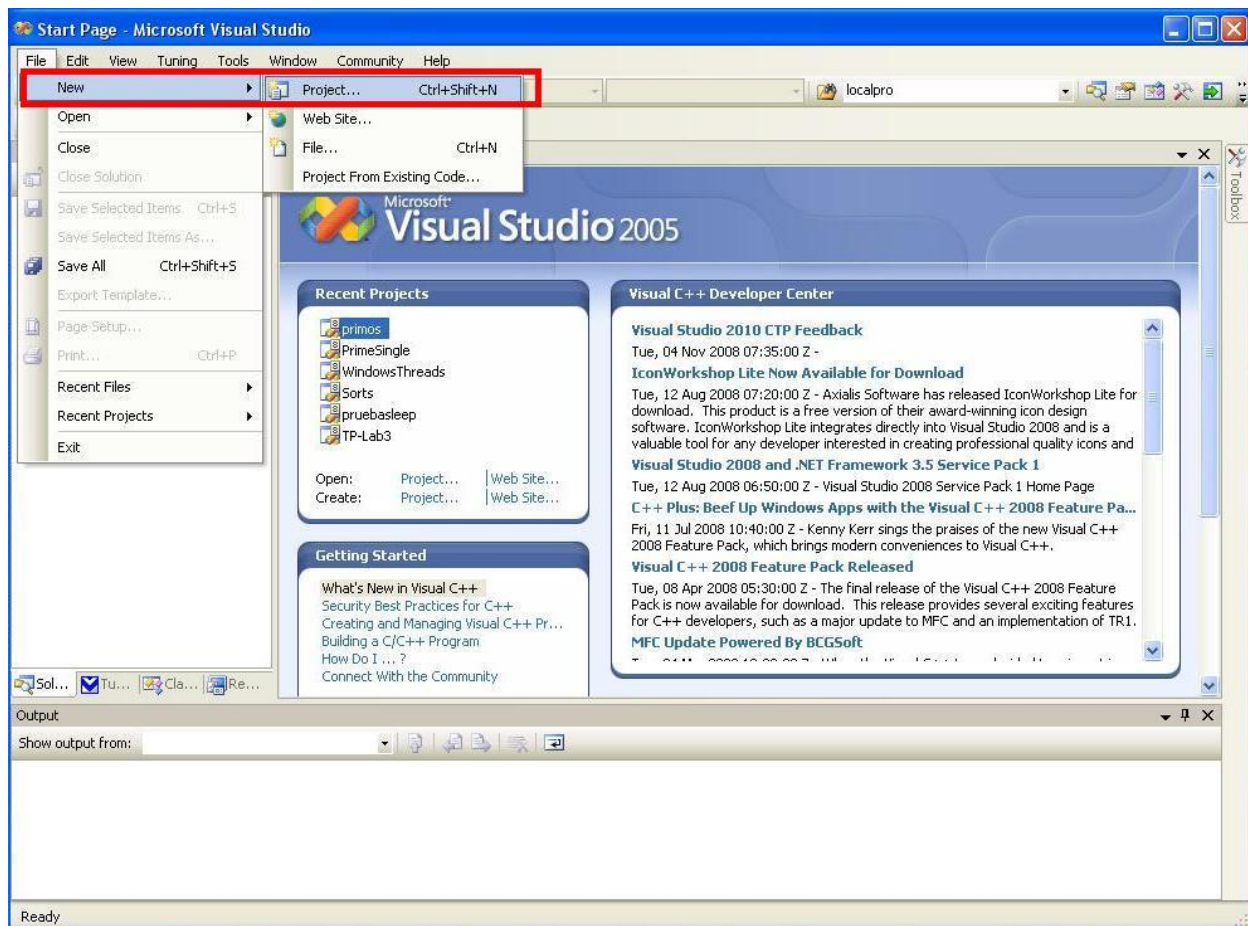 Start Page - Microsoft Visual Studio
File Edit View Tuning Tools Window Community Help
New
Project... Ctrl+Shift+N
localpro
Open
Web Site...
Close
File... Ctrl+N
Close Solution
Project From Existing Code...
Save Selected Items Ctrl+S
Save Selected Items As...
Save All Ctrl+Shift+S
Export Template...
Page Setup...
Print... Ctrl+P
Recent Files
Recent Projects
Exit
Toolbox
Microsoft
Visual Studio 2005
Recent Projects
primos
PrimeSingle
WindowsThreads
Sorts
pruebasleep
TP-Lab3
Open: Project... Web Site...
Create: Project... Web Site...
Getting Started
What's New in Visual C++
Security Best Practices for C++
Creating and Managing Visual C++ Pr...
Building a C/C++ Program
How Do I ... ?
Connect With the Community
Visual C++ Developer Center
Visual Studio 2010 CTP Feedback
Tue, 04 Nov 2008 07:35:00 Z -
IconWorkshop Lite Now Available for Download
Tue, 12 Aug 2008 07:20:00 Z - Axialis Software has released IconWorkshop Lite for
download. This product is a free version of their award-winning icon design
software. IconWorkshop Lite integrates directly into Visual Studio 2008 and is a
valuable tool for any developer interested in creating professional quality icons and
Visual Studio 2008 and .NET Framework 3.5 Service Pack 1
Tue, 12 Aug 2008 06:50:00 Z - Visual Studio 2008 Service Pack 1 Home Page
C++ Plus: Beef Up Windows Apps with the Visual C++ 2008 Feature Pa...
Fri, 11 Jul 2008 10:40:00 Z - Kenny Kerr sings the praises of the new Visual C++
2008 Feature Pack, which brings modern conveniences to Visual C++.
Visual C++ 2008 Feature Pack Released
Tue, 08 Apr 2008 05:30:00 Z - The final release of the Visual C++ 2008 Feature
Pack is now available for download. This release provides several exciting features
for C++ developers, such as a major update to MFC and an implementation of TR1.
MFC Update Powered By BCGSoft
Sol... Tu... Cla... Re...
Output
Show output from:
Ready